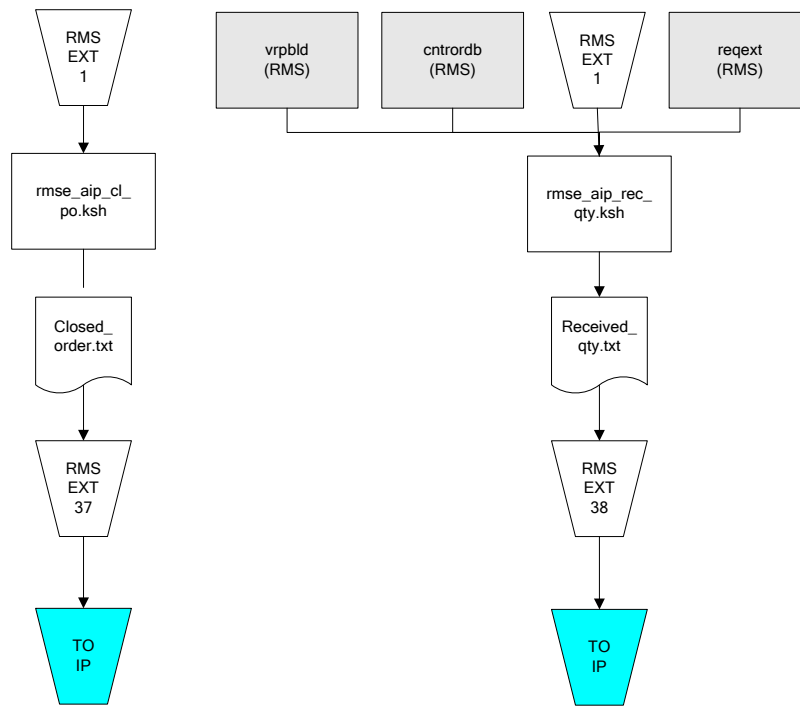 RMS
EXT
1
vrpbld
(RMS)
cntrordb
(RMS)
RMS
EXT
1
reqext
(RMS)
rmse_aip_cl_
po.ksh
rmse_aip_rec_
qty.ksh
Closed_
order.txt
Received_
qty.txt
RMS
EXT
37
RMS
EXT
38
TO
IP
TO
IP